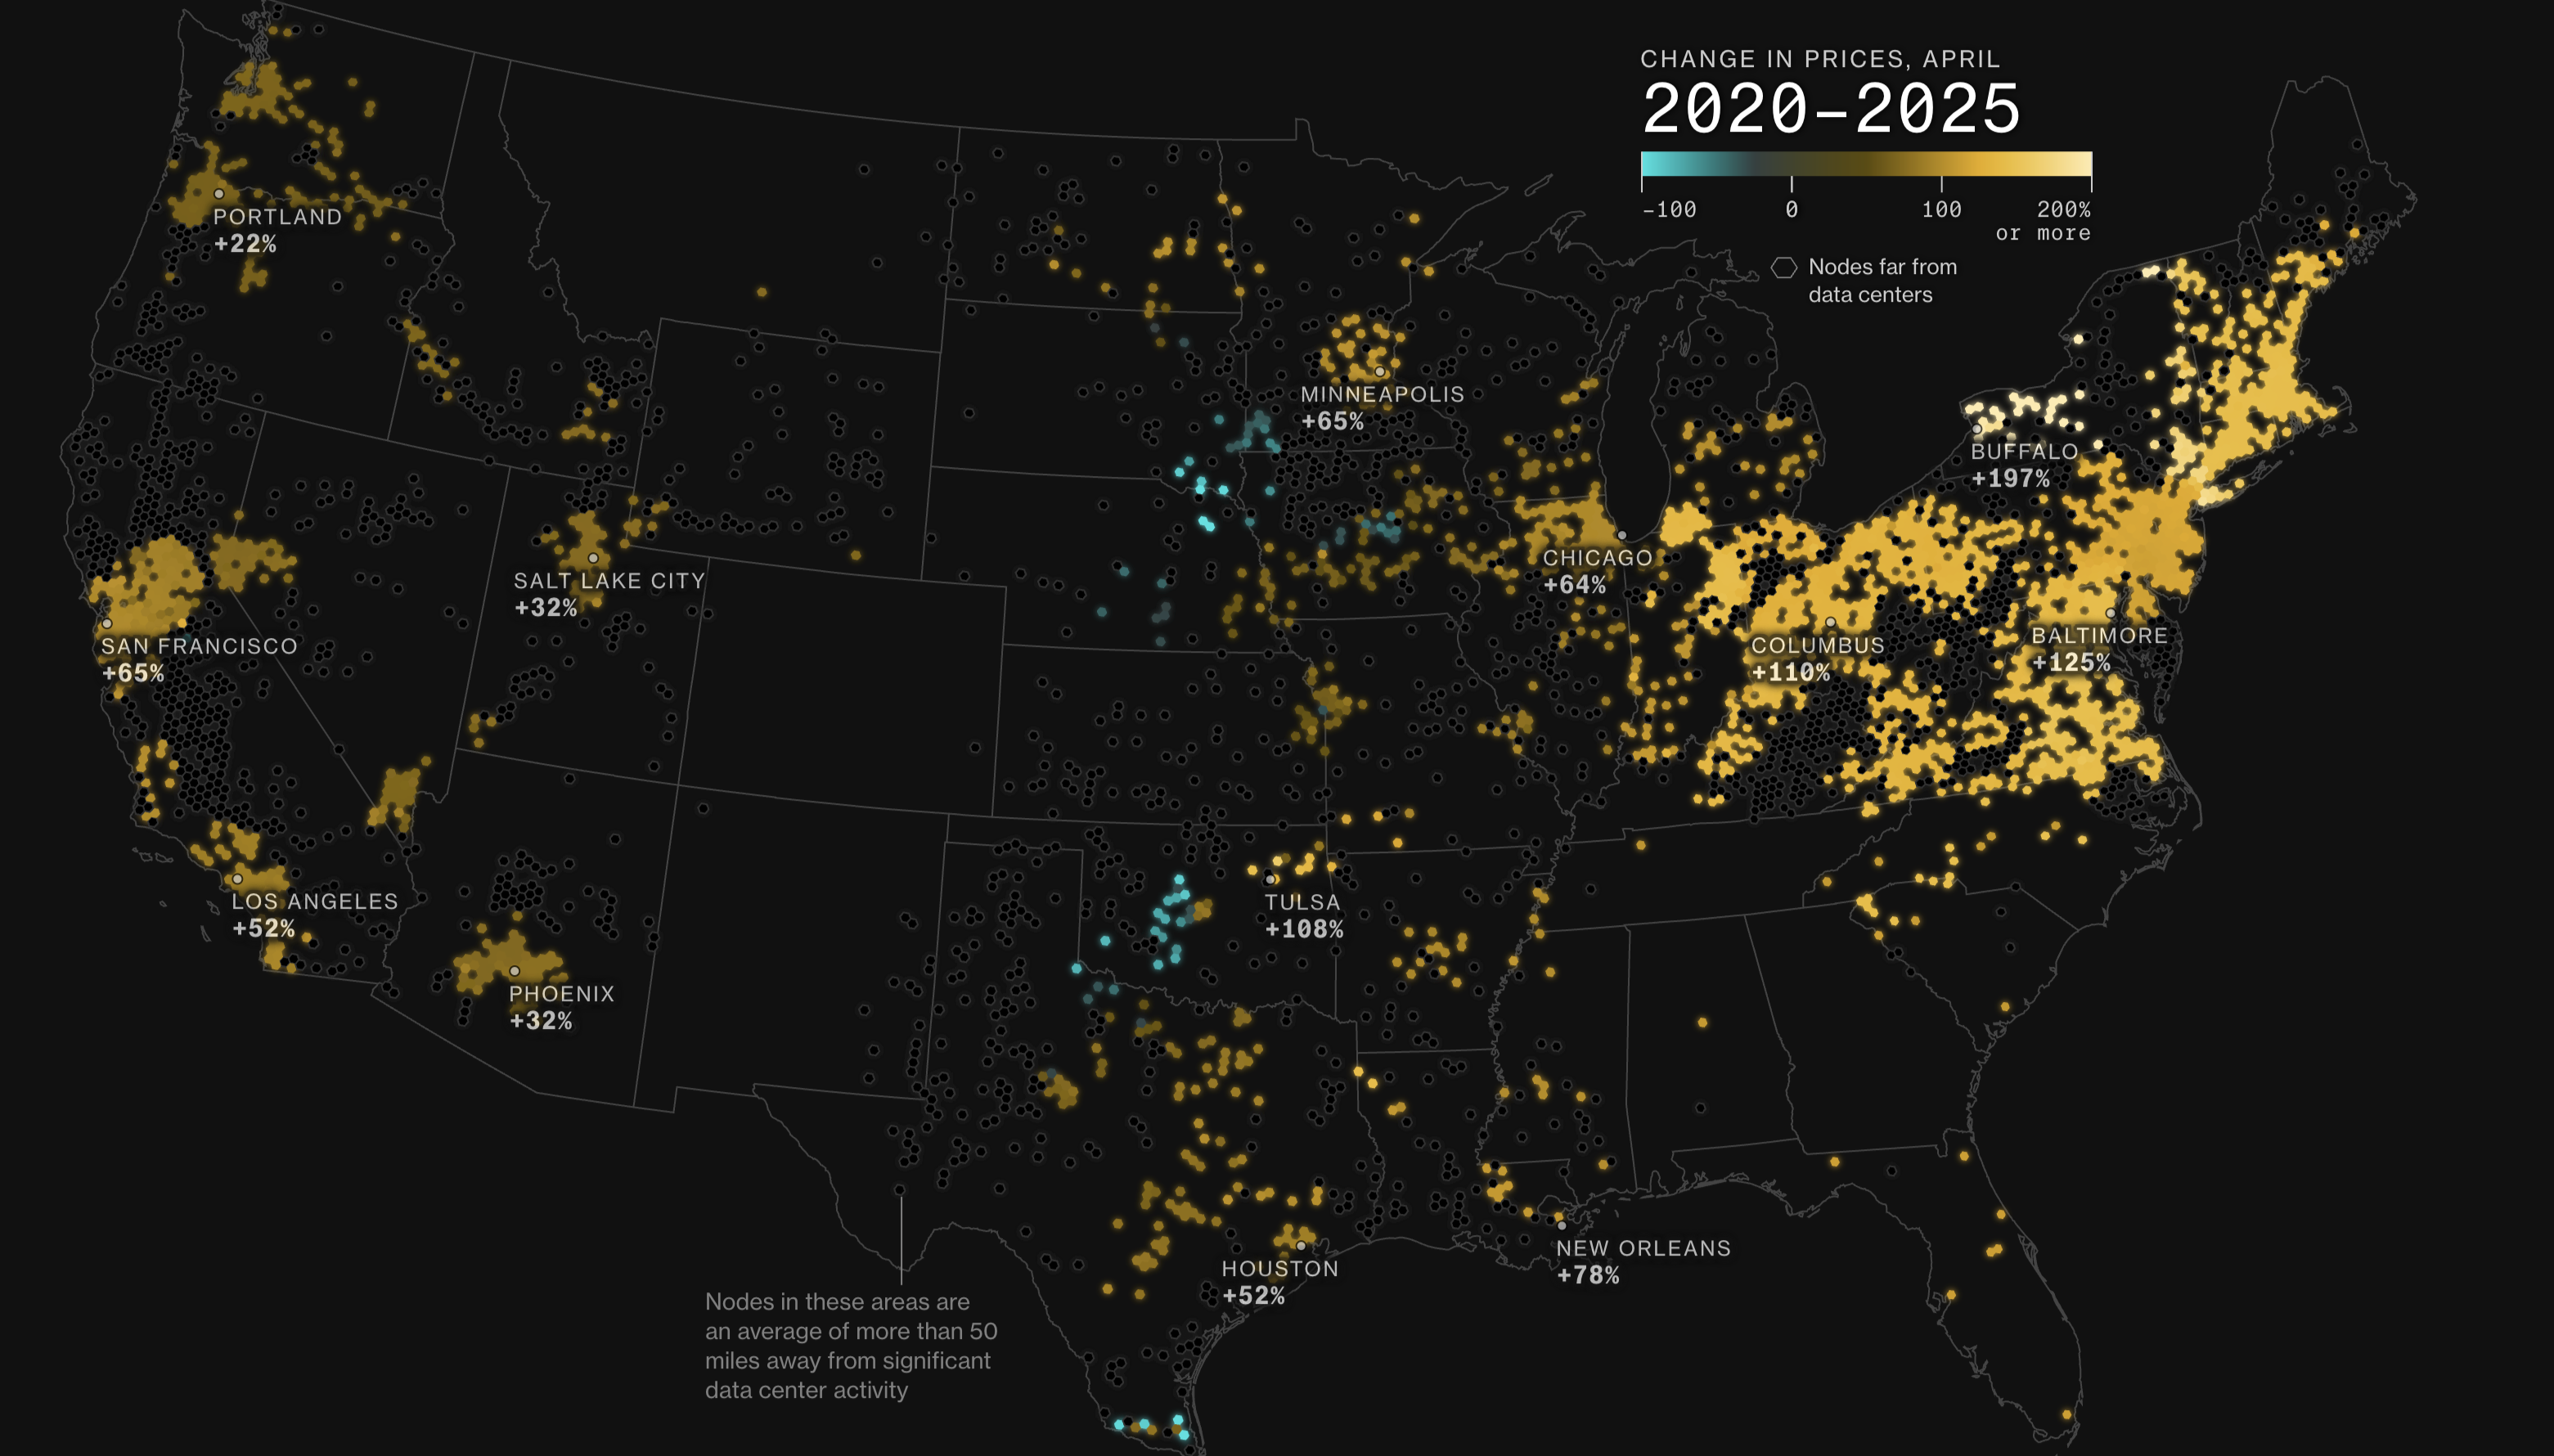 CHANGE IN PRICES, APRIL
2020–2025
−100 0 100 200%
or more
Nodes far from
data centers
PORTLAND
+22%
MINNEAPOLIS
+65%
BUFFALO
+197%
CHICAGO
+64%
SALT LAKE CITY
+32%
SAN FRANCISCO
+65%
COLUMBUS
+110%
BALTIMORE
+125%
LOS ANGELES
+52%
TULSA
+108%
PHOENIX
+32%
NEW ORLEANS
+78%
HOUSTON
+52%
Nodes in these areas are
an average of more than 50
miles away from significant
data center activity